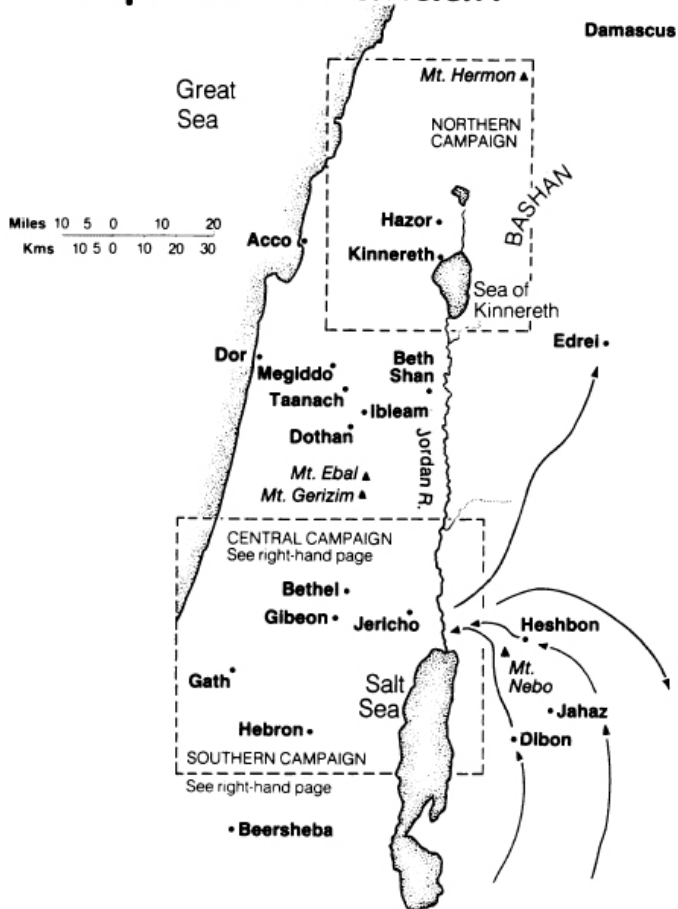 Damascus
Mt. Hermon
Great
Sea
NORTHERN
CAMPAIGN
BASHAN
Miles 10 5 0 10 20
Kms 10 5 0 10 20 30
Hazor
Acco
Kinnereth
Sea of
Kinnereth
Edrei
Dor
Megiddo
Beth
Shan
Taanach
Ibleam
Dothan
Jordan R.
Mt. Ebal
Mt. Gerizim
CENTRAL CAMPAIGN
See right-hand page
Bethel
Gibeon
Jericho
Heshbon
Mt.
Nebo
Gath
Salt
Sea
Jahaz
Hebron
Dibon
SOUTHERN CAMPAIGN
See right-hand page
Beersheba